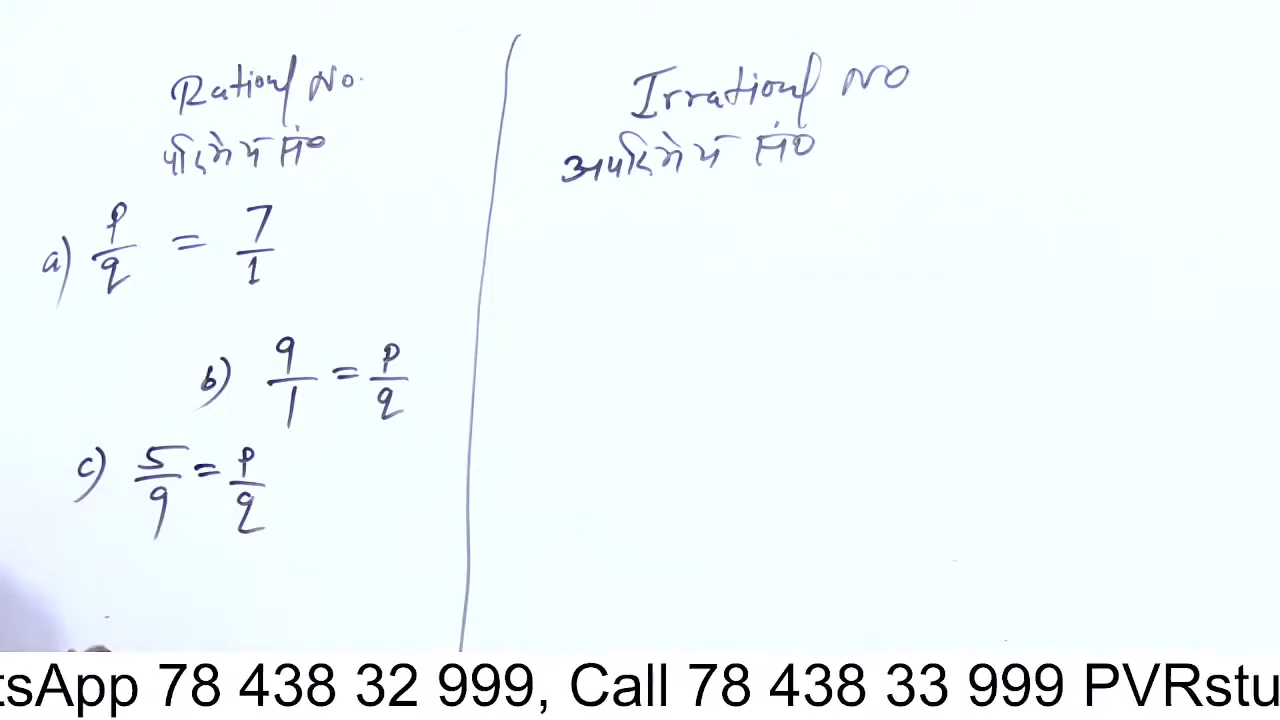 Rational No.
परिमेय सं०
a) p/q = 7/1
b) 9/1 = p/q
c) 5/9 = p/q
Irrational NO
अपरिमेय सं०
tsApp 78 438 32 999, Call 78 438 33 999 PVRstu